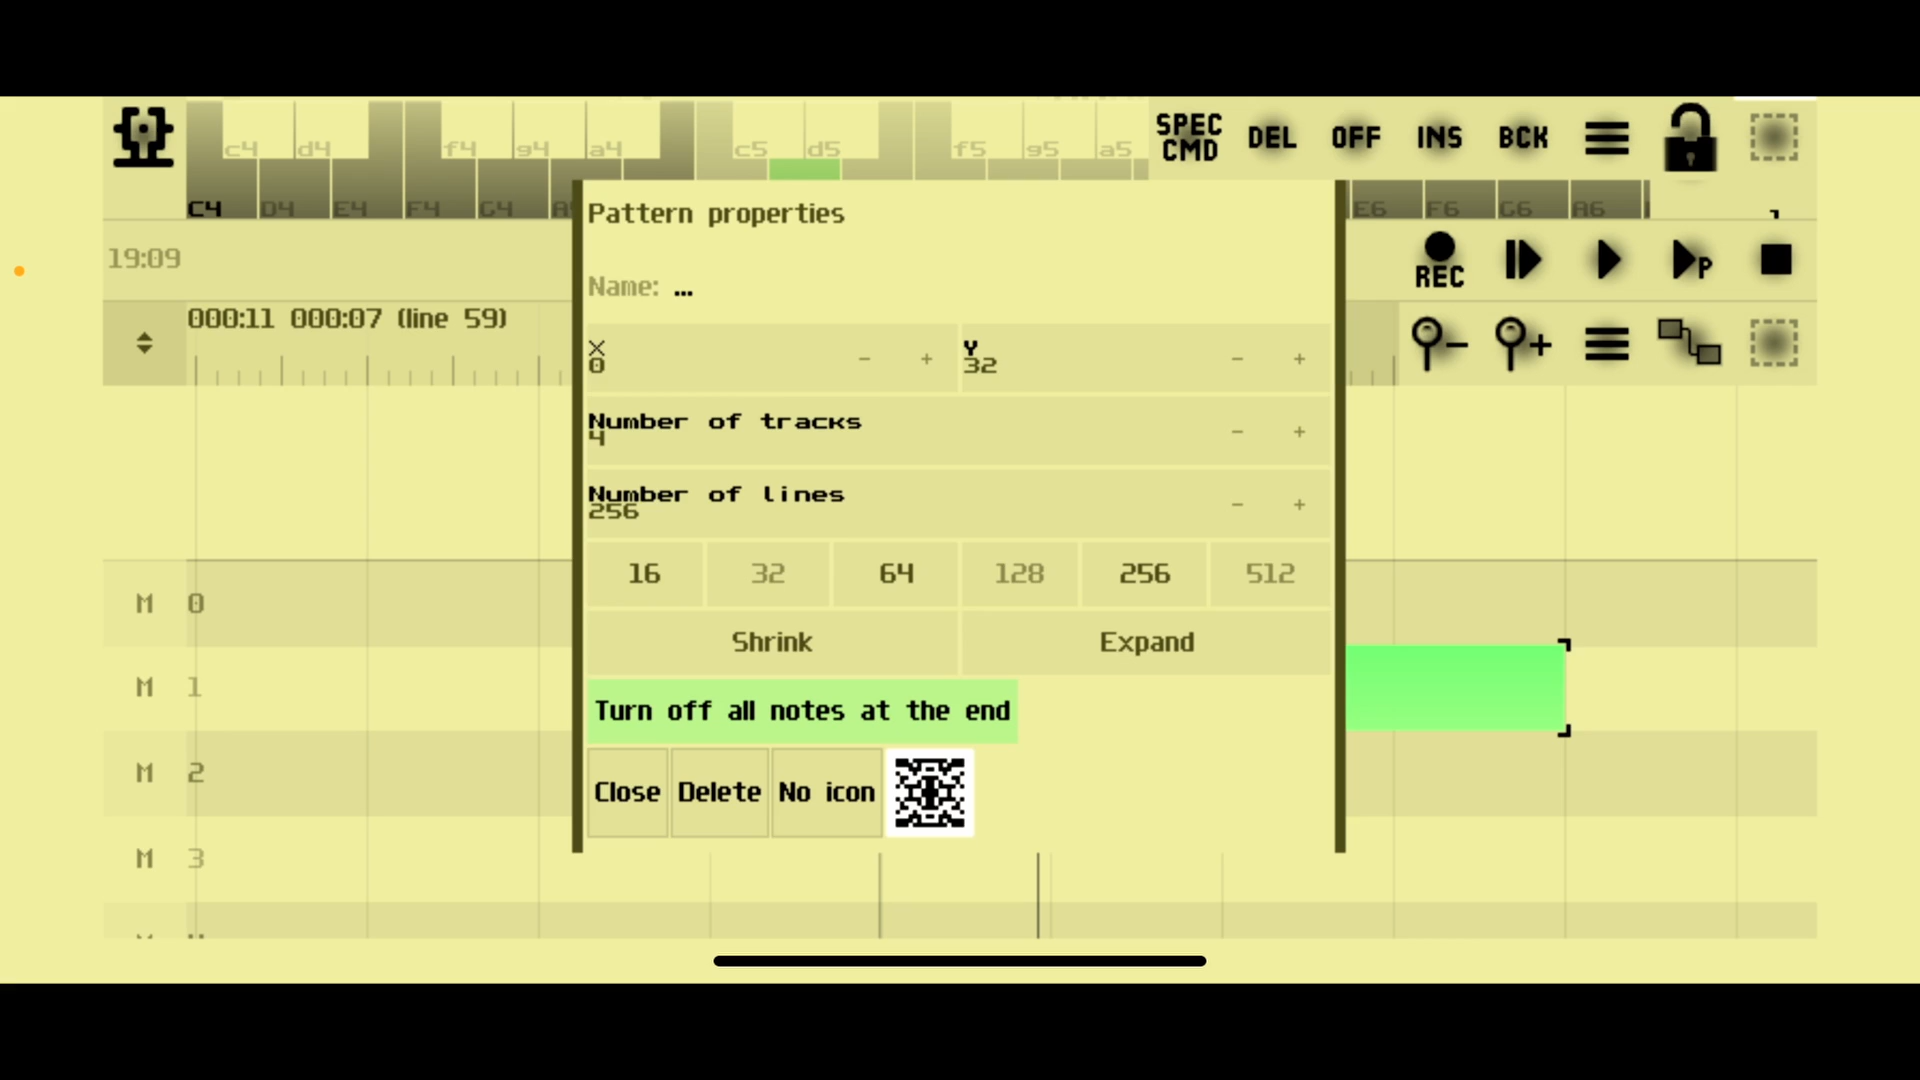 c4 d4 f4 g4 a4 c5 d5 f5 g5 a5
SPEC CMD DEL OFF INS BCK
C4 D4 E4 F4 G4 E6 F6 G6 A6
Pattern properties
19:09
REC
P
Name: ...
000:11 000:07 (line 59)
X
0
- +
Y
32
- +
Number of tracks
4
- +
Number of lines
256
- +
16 32 64 128 256 512
M 0
Shrink Expand
M 1
Turn off all notes at the end
M 2
Close Delete No icon
M 3